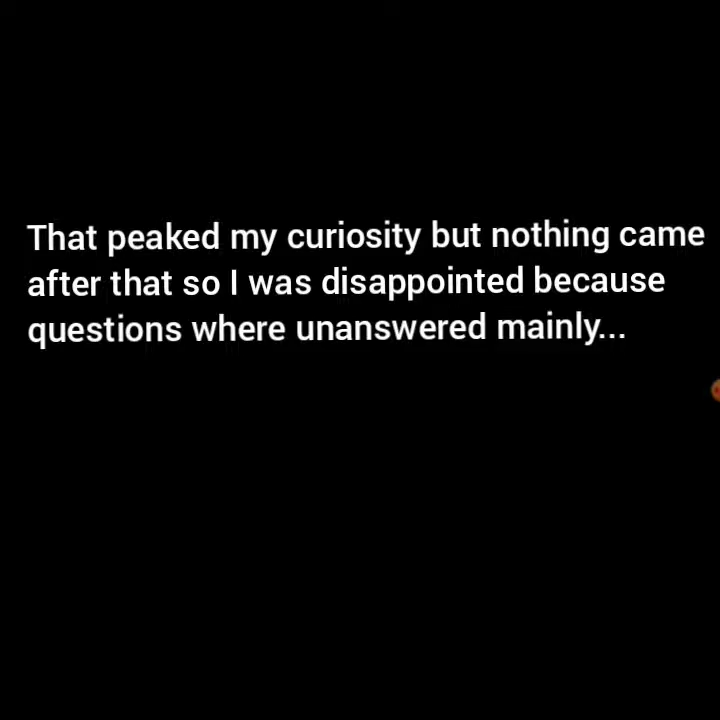 That peaked my curiosity but nothing came
after that so I was disappointed because
questions where unanswered mainly...